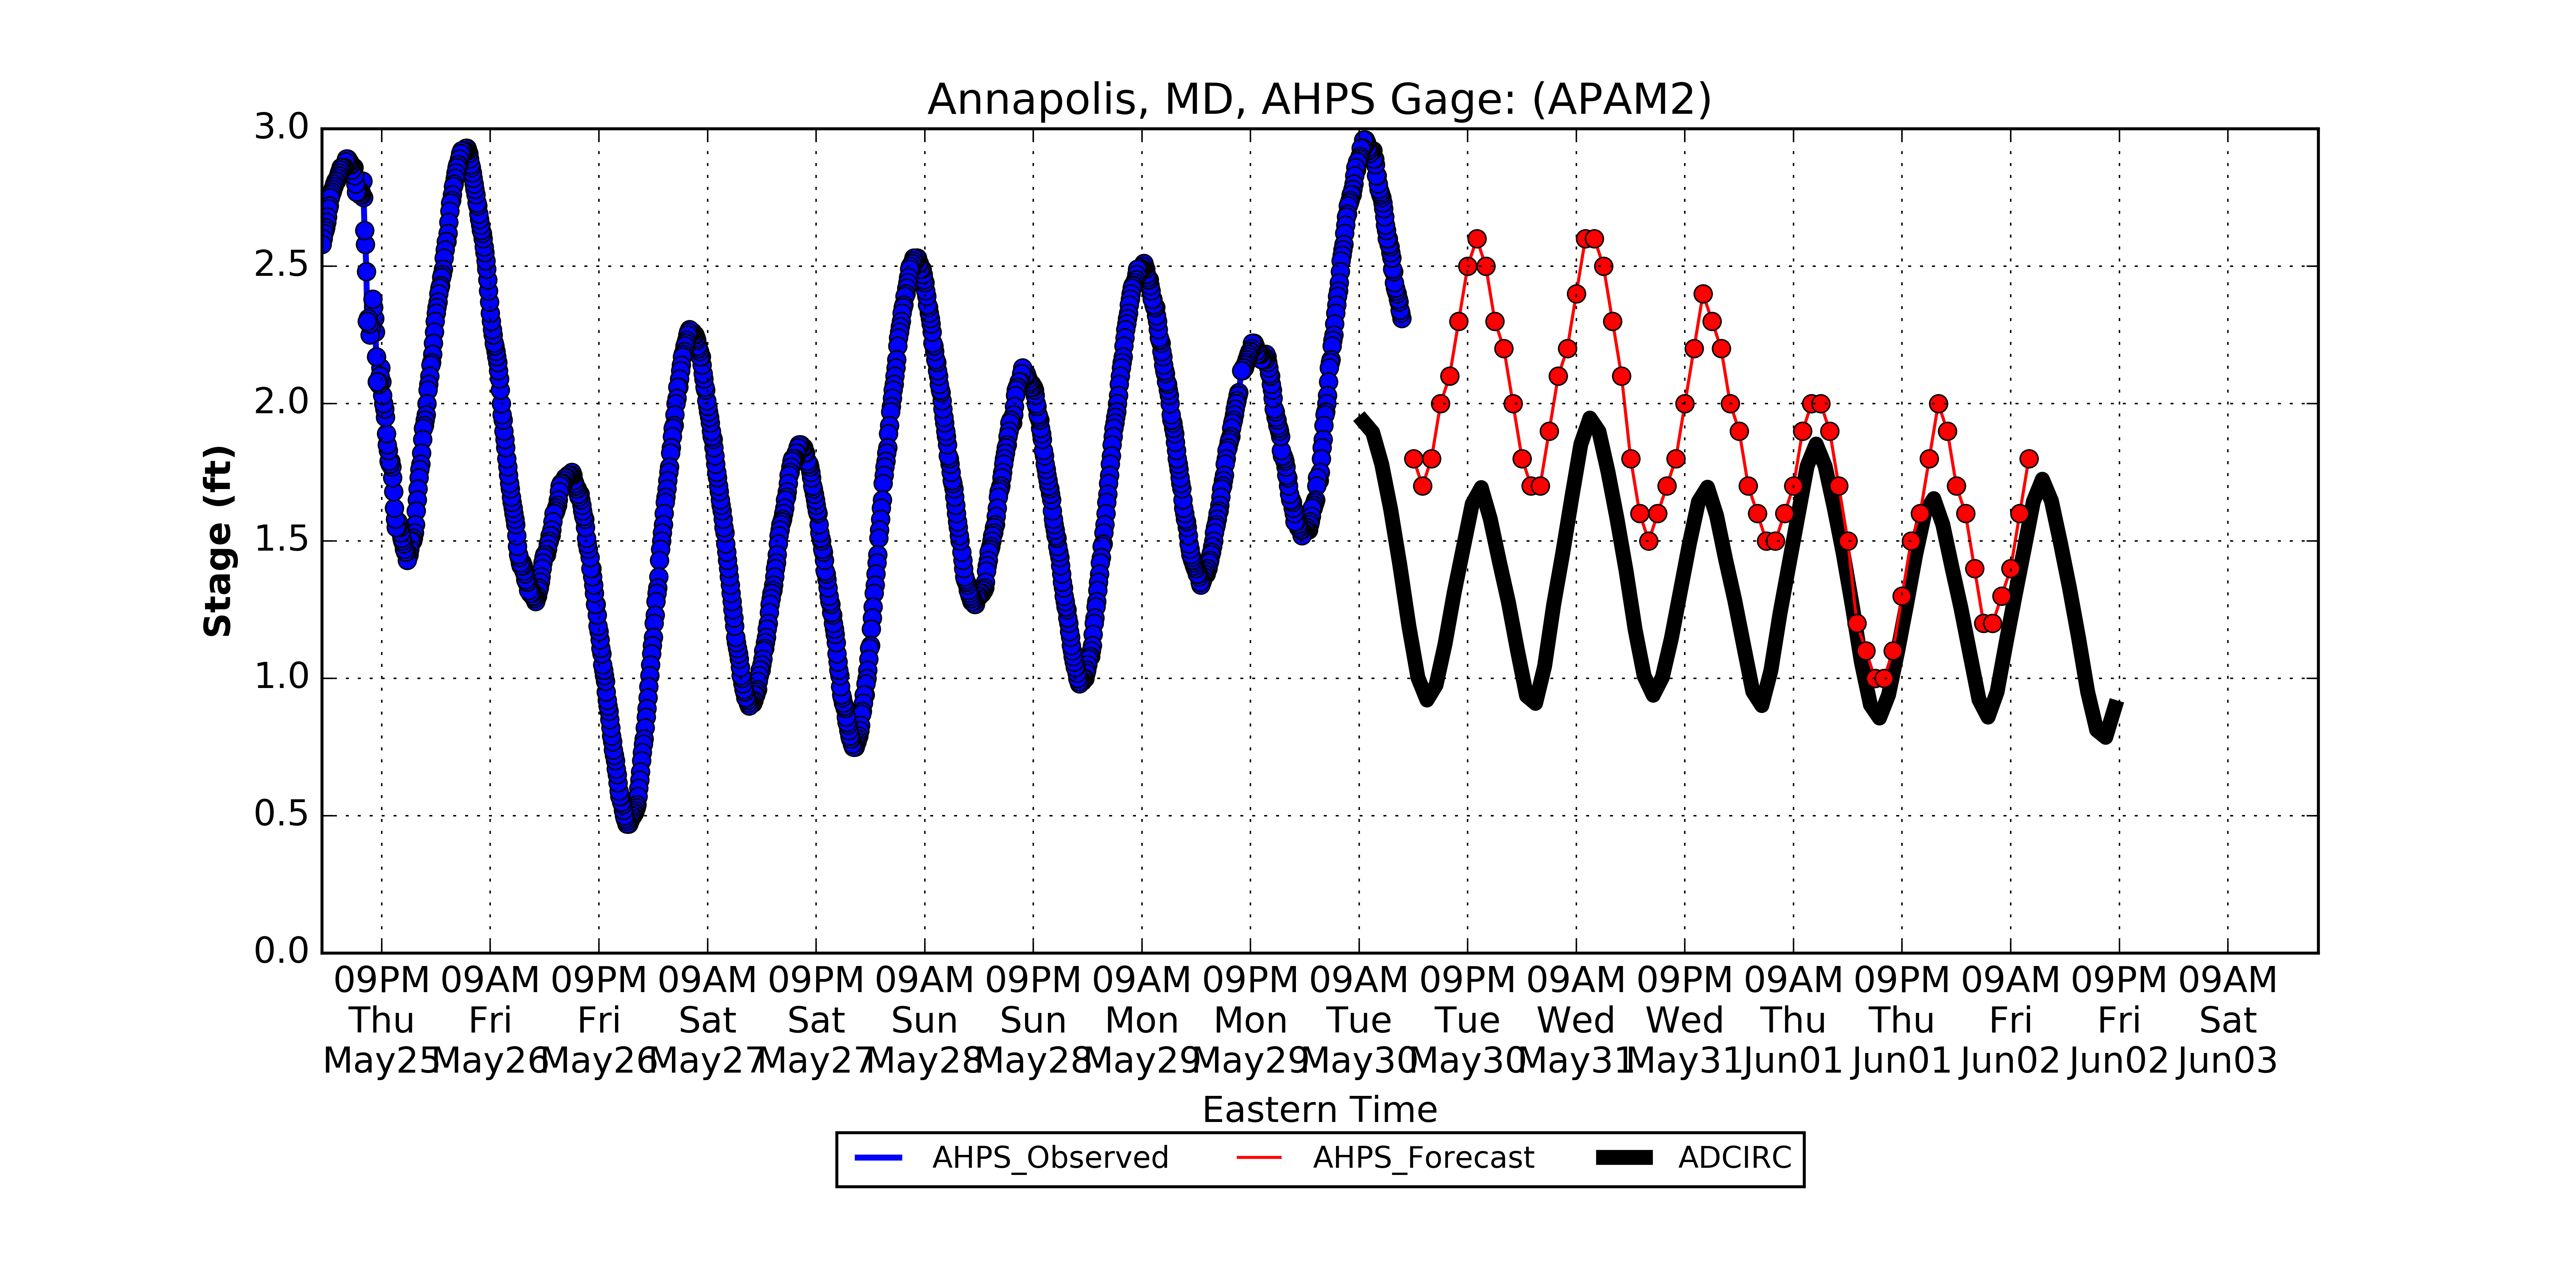 Annapolis, MD, AHPS Gage: (APAM2)
Stage (ft)
3.0
2.5
2.0
1.5
1.0
0.5
0.0
09PM 09AM 09PM 09AM 09PM 09AM 09PM 09AM 09PM 09AM 09PM 09AM 09PM 09AM 09PM 09AM 09PM 09AM
Thu Fri Fri Sat Sat Sun Sun Mon Mon Tue Tue Wed Wed Thu Thu Fri Fri Sat
May25 May26 May26 May27 May27 May28 May28 May29 May29 May30 May30 May31 May31 Jun01 Jun01 Jun02 Jun02 Jun03
Eastern Time
AHPS_Observed AHPS_Forecast ADCIRC